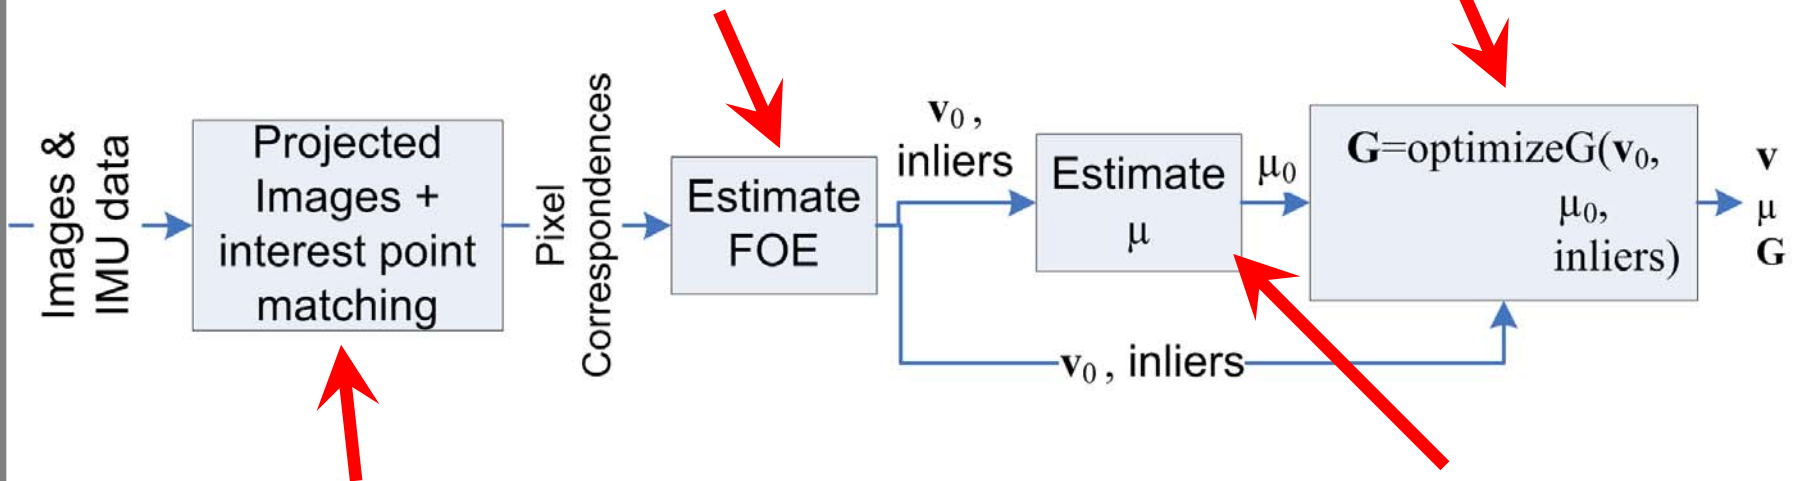 Images &
IMU data
Projected
Images +
interest point
matching
Pixel
Correspondences
Estimate
FOE
v₀ ,
inliers
Estimate
μ
μ₀
G=optimizeG(v₀,
μ₀,
inliers)
v₀ , inliers
v
μ
G